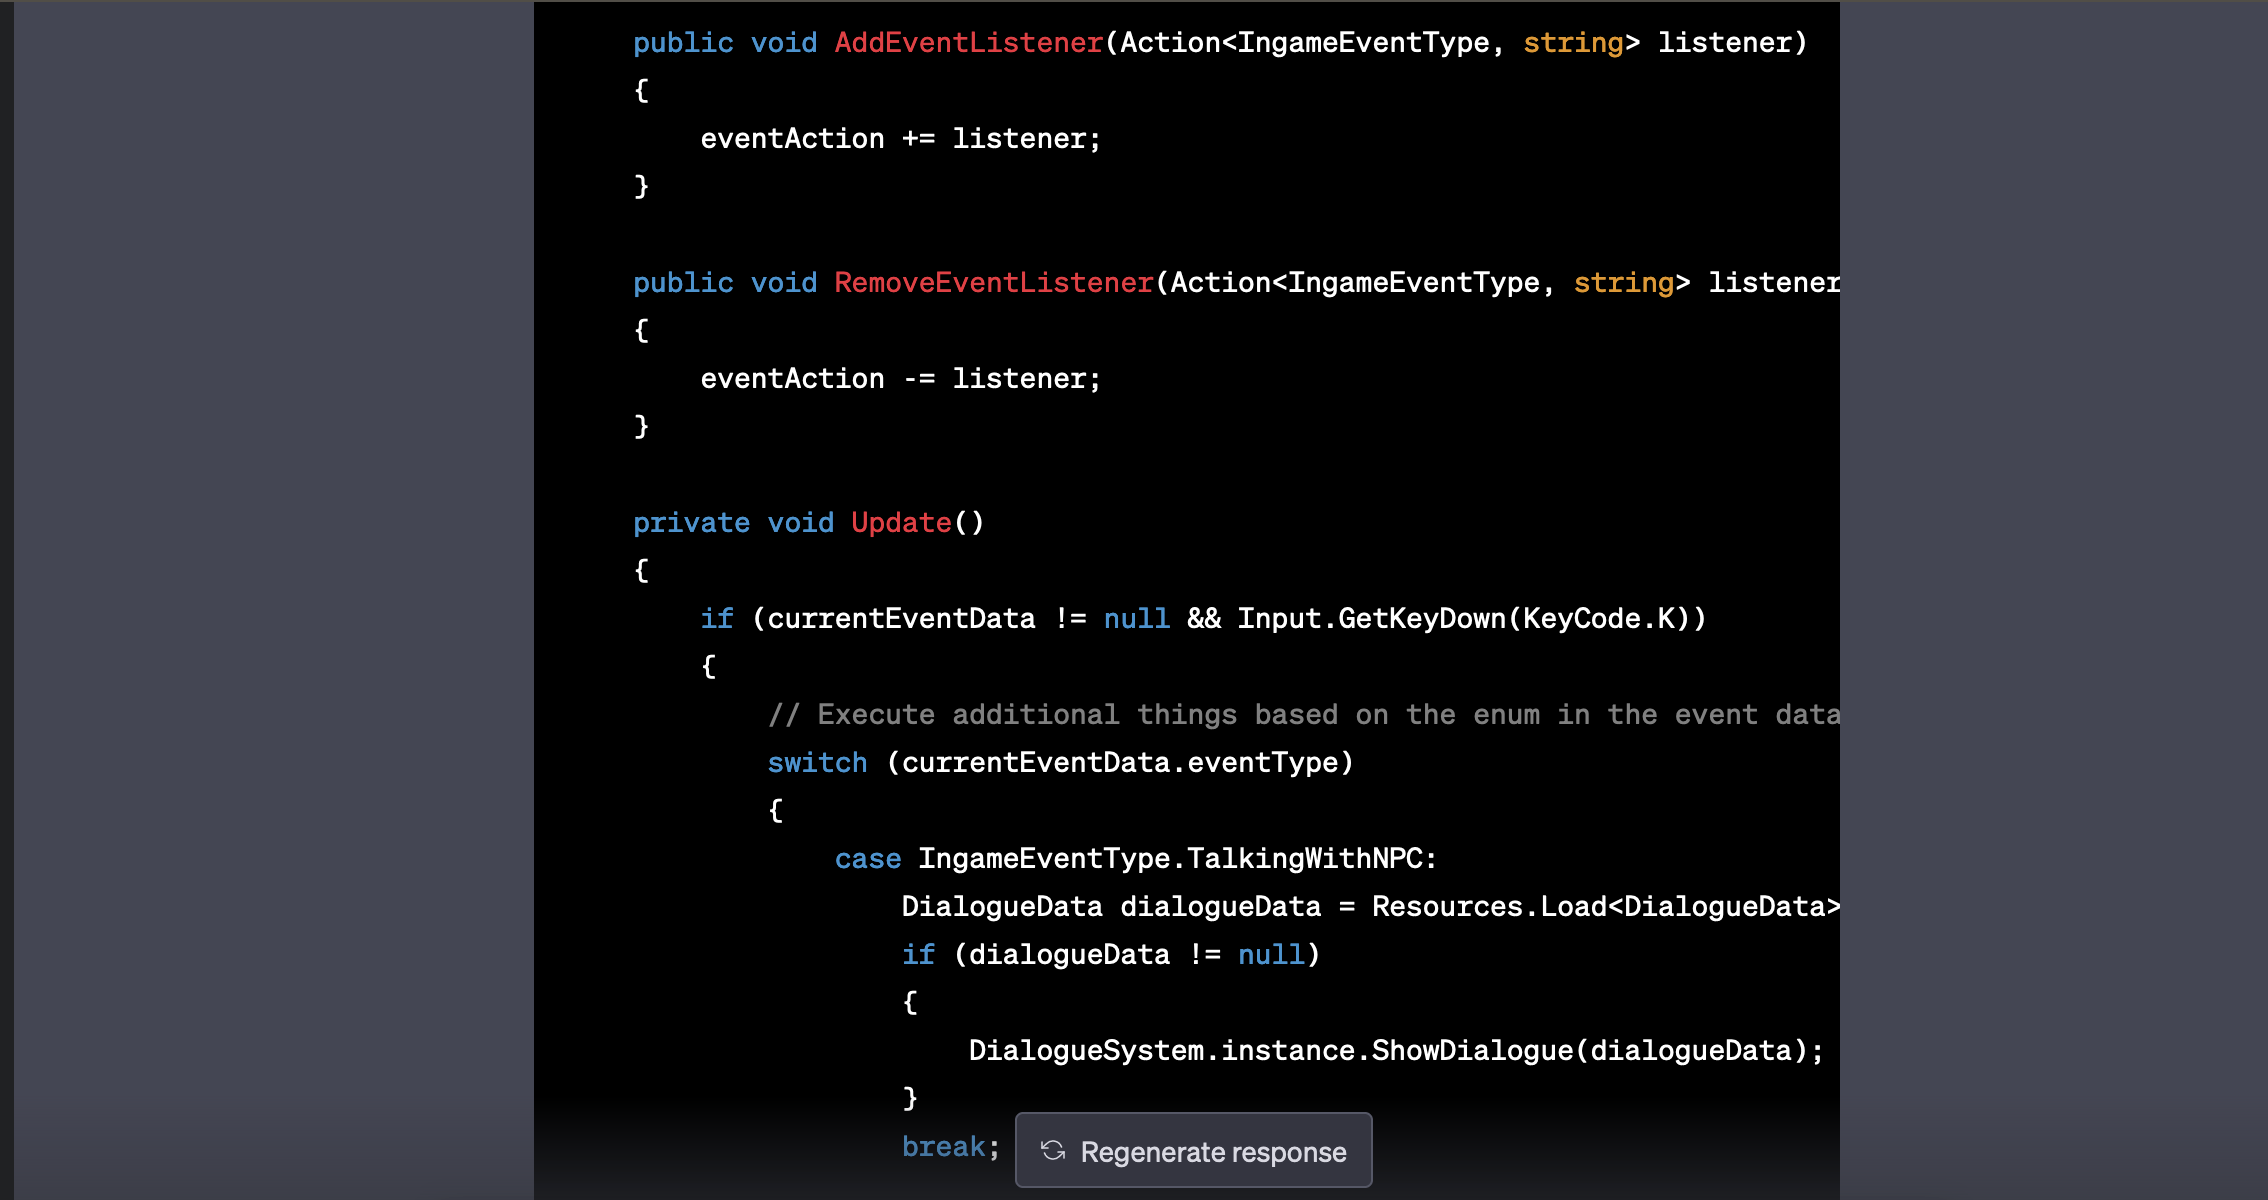 public void AddEventListener(Action<IngameEventType, string> listener)
{
eventAction += listener;
}
public void RemoveEventListener(Action<IngameEventType, string> listener
{
eventAction -= listener;
}
private void Update()
{
if (currentEventData != null && Input.GetKeyDown(KeyCode.K))
{
// Execute additional things based on the enum in the event data
switch (currentEventData.eventType)
{
case IngameEventType.TalkingWithNPC:
DialogueData dialogueData = Resources.Load<DialogueData>
if (dialogueData != null)
{
DialogueSystem.instance.ShowDialogue(dialogueData);
}
break;
Regenerate response